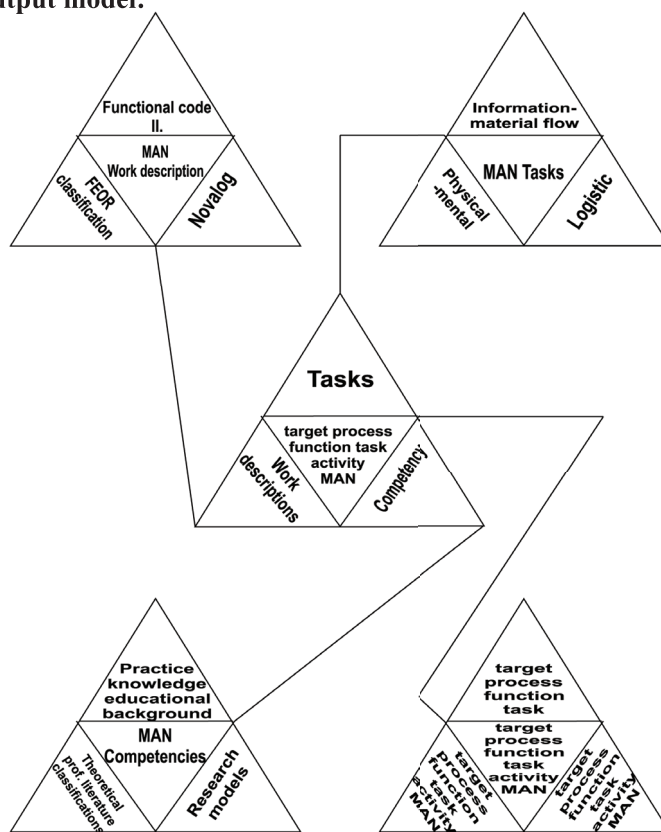 utput model.
Functional code
II.
MAN
Work description
FEOR
classification
Novalog
Information-
material flow
MAN Tasks
Physical
-mental
Logistic
Tasks
target process
function task
activity
MAN
Work
descriptions
Competency
Practice
knowledge
educational
background
MAN
Competencies
Theoretical
prof. literature
classifications
Research
models
target
process
function
task
target
process
function
task
activity
MAN
target
process
function
task
activity
MAN
target
process
function
task
activity
MAN